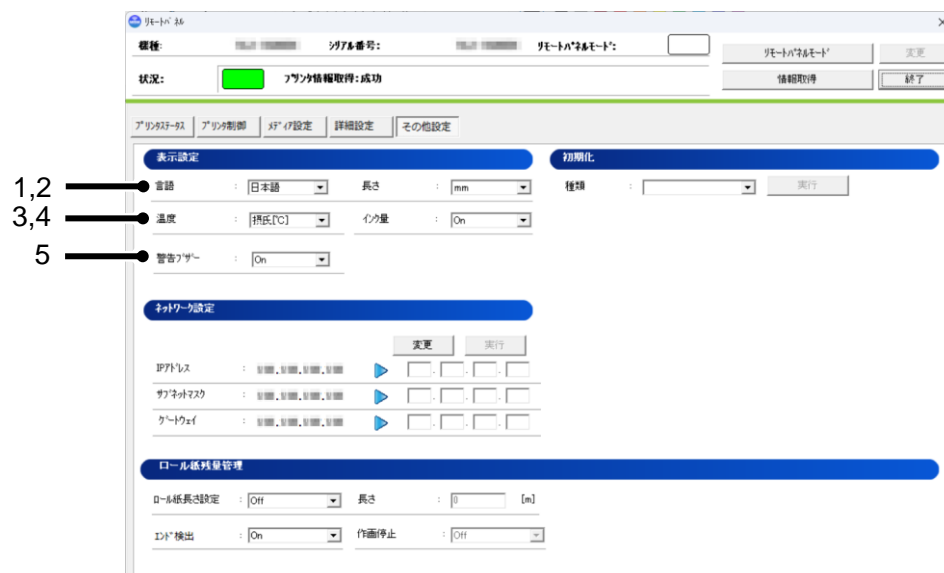 リモートパネル
機種: シリアル番号: リモートパネルモード: リモートパネルモード 変更
状況: プリンタ情報取得:成功 情報取得 終了
プリンタステータス プリンタ制御 メディア設定 詳細設定 その他設定
表示設定 初期化
1,2 言語 : 日本語 長さ : mm 種類 : 実行
3,4 温度 : 摂氏[℃] インク量 : On
5 警告ブザー : On
ネットワーク設定
変更 実行
IPアドレス :
サブネットマスク :
ゲートウェイ :
ロール紙残量管理
ロール紙長さ設定 : Off 長さ : 0 [m]
エンド検出 : On 作画停止 : Off